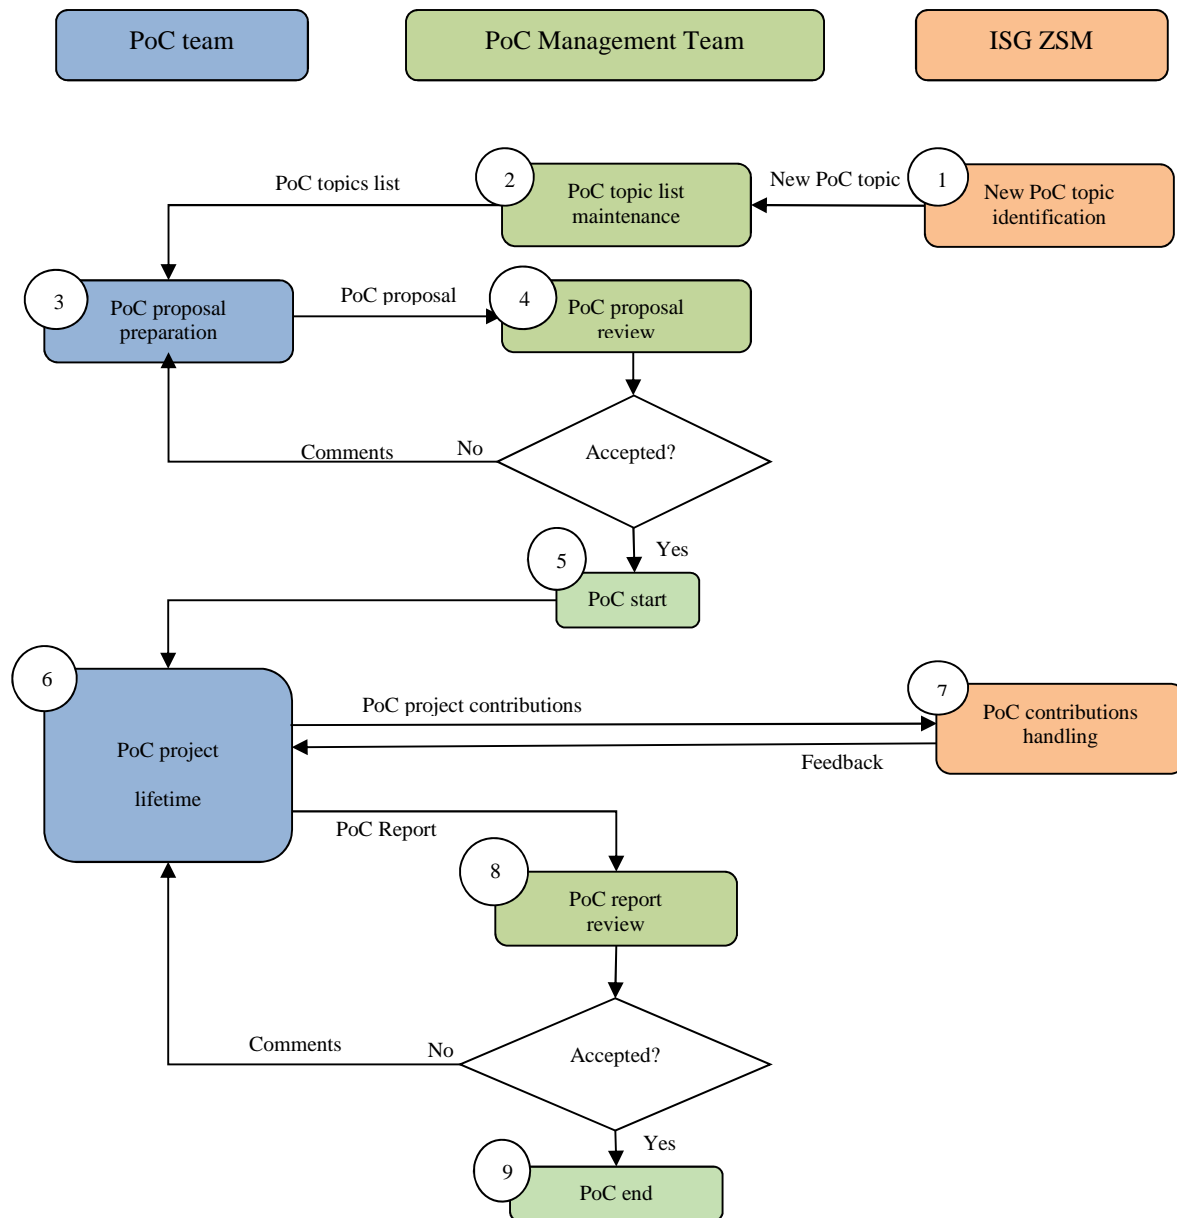 PoC team
PoC Management Team
ISG ZSM
1
New PoC topic
identification
New PoC topic
2
PoC topic list
maintenance
PoC topics list
3
PoC proposal
preparation
PoC proposal
4
PoC proposal
review
Accepted?
No
Comments
Yes
5
PoC start
6
PoC project
lifetime
PoC project contributions
7
PoC contributions
handling
Feedback
PoC Report
8
PoC report
review
Accepted?
No
Comments
Yes
9
PoC end